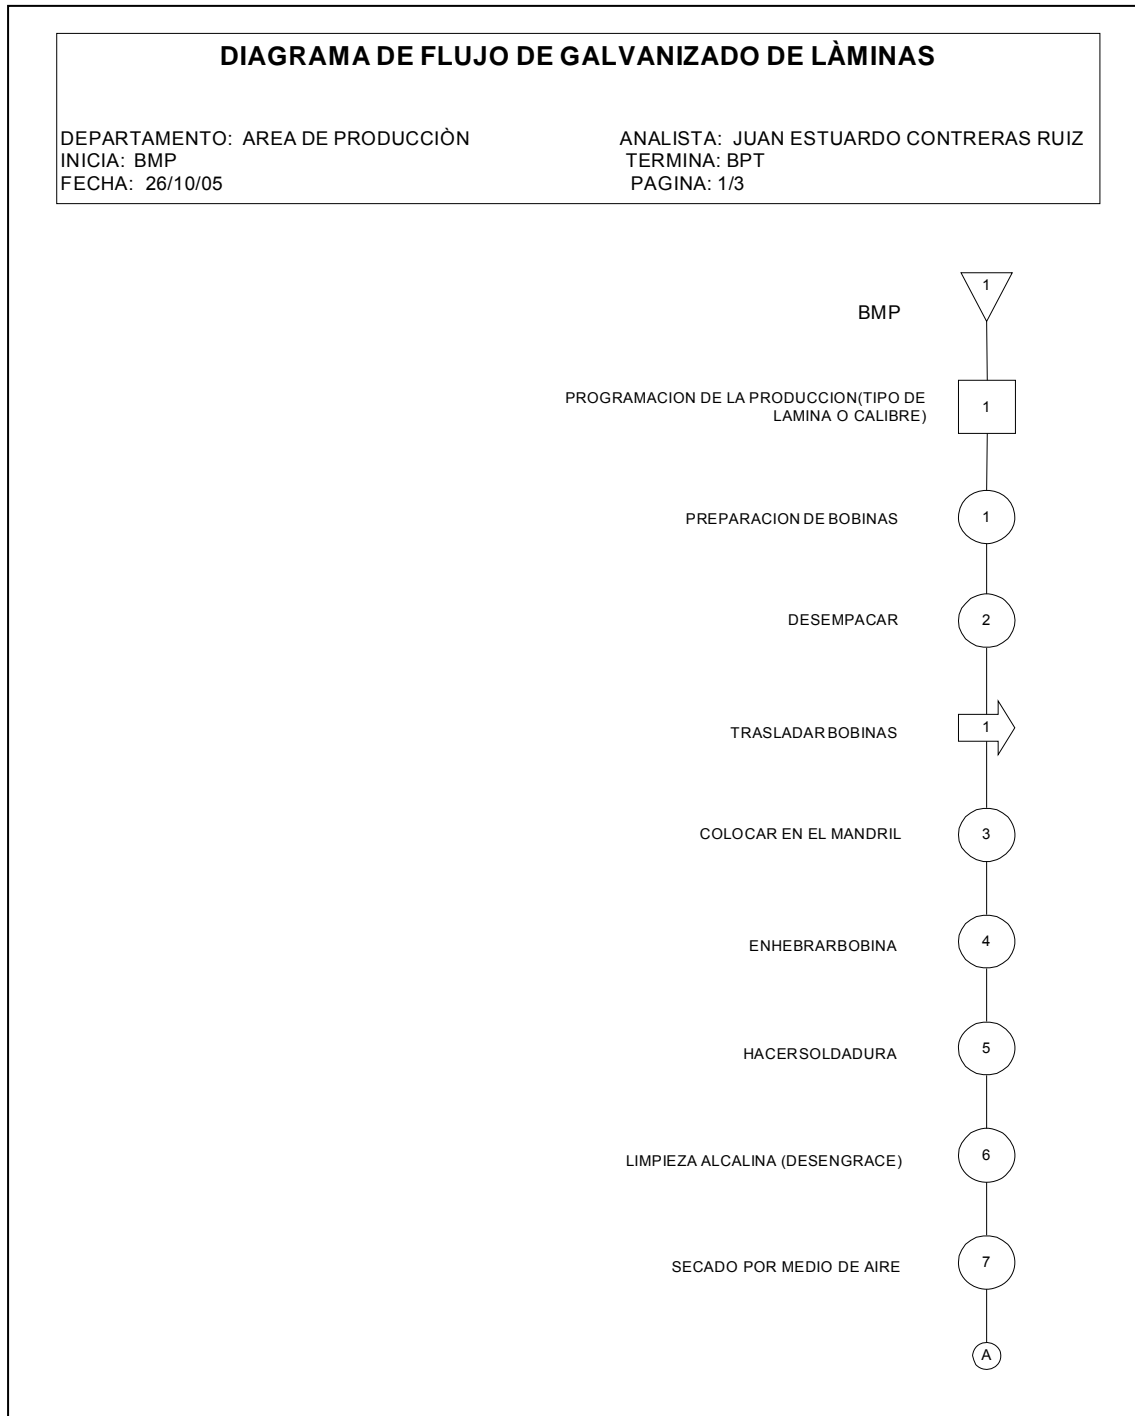 DIAGRAMA DE FLUJO DE GALVANIZADO DE LÀMINAS
DEPARTAMENTO: AREA DE PRODUCCIÒN
ANALISTA: JUAN ESTUARDO CONTRERAS RUIZ
INICIA: BMP
TERMINA: BPT
FECHA: 26/10/05
PAGINA: 1/3
BMP
1
PROGRAMACION DE LA PRODUCCION(TIPO DE
LAMINA O CALIBRE)
1
PREPARACION DE BOBINAS
1
DESEMPACAR
2
TRASLADAR BOBINAS
1
COLOCAR EN EL MANDRIL
3
ENHEBRARBOBINA
4
HACERSOLDADURA
5
LIMPIEZA ALCALINA (DESENGRACE)
6
SECADO POR MEDIO DE AIRE
7
A